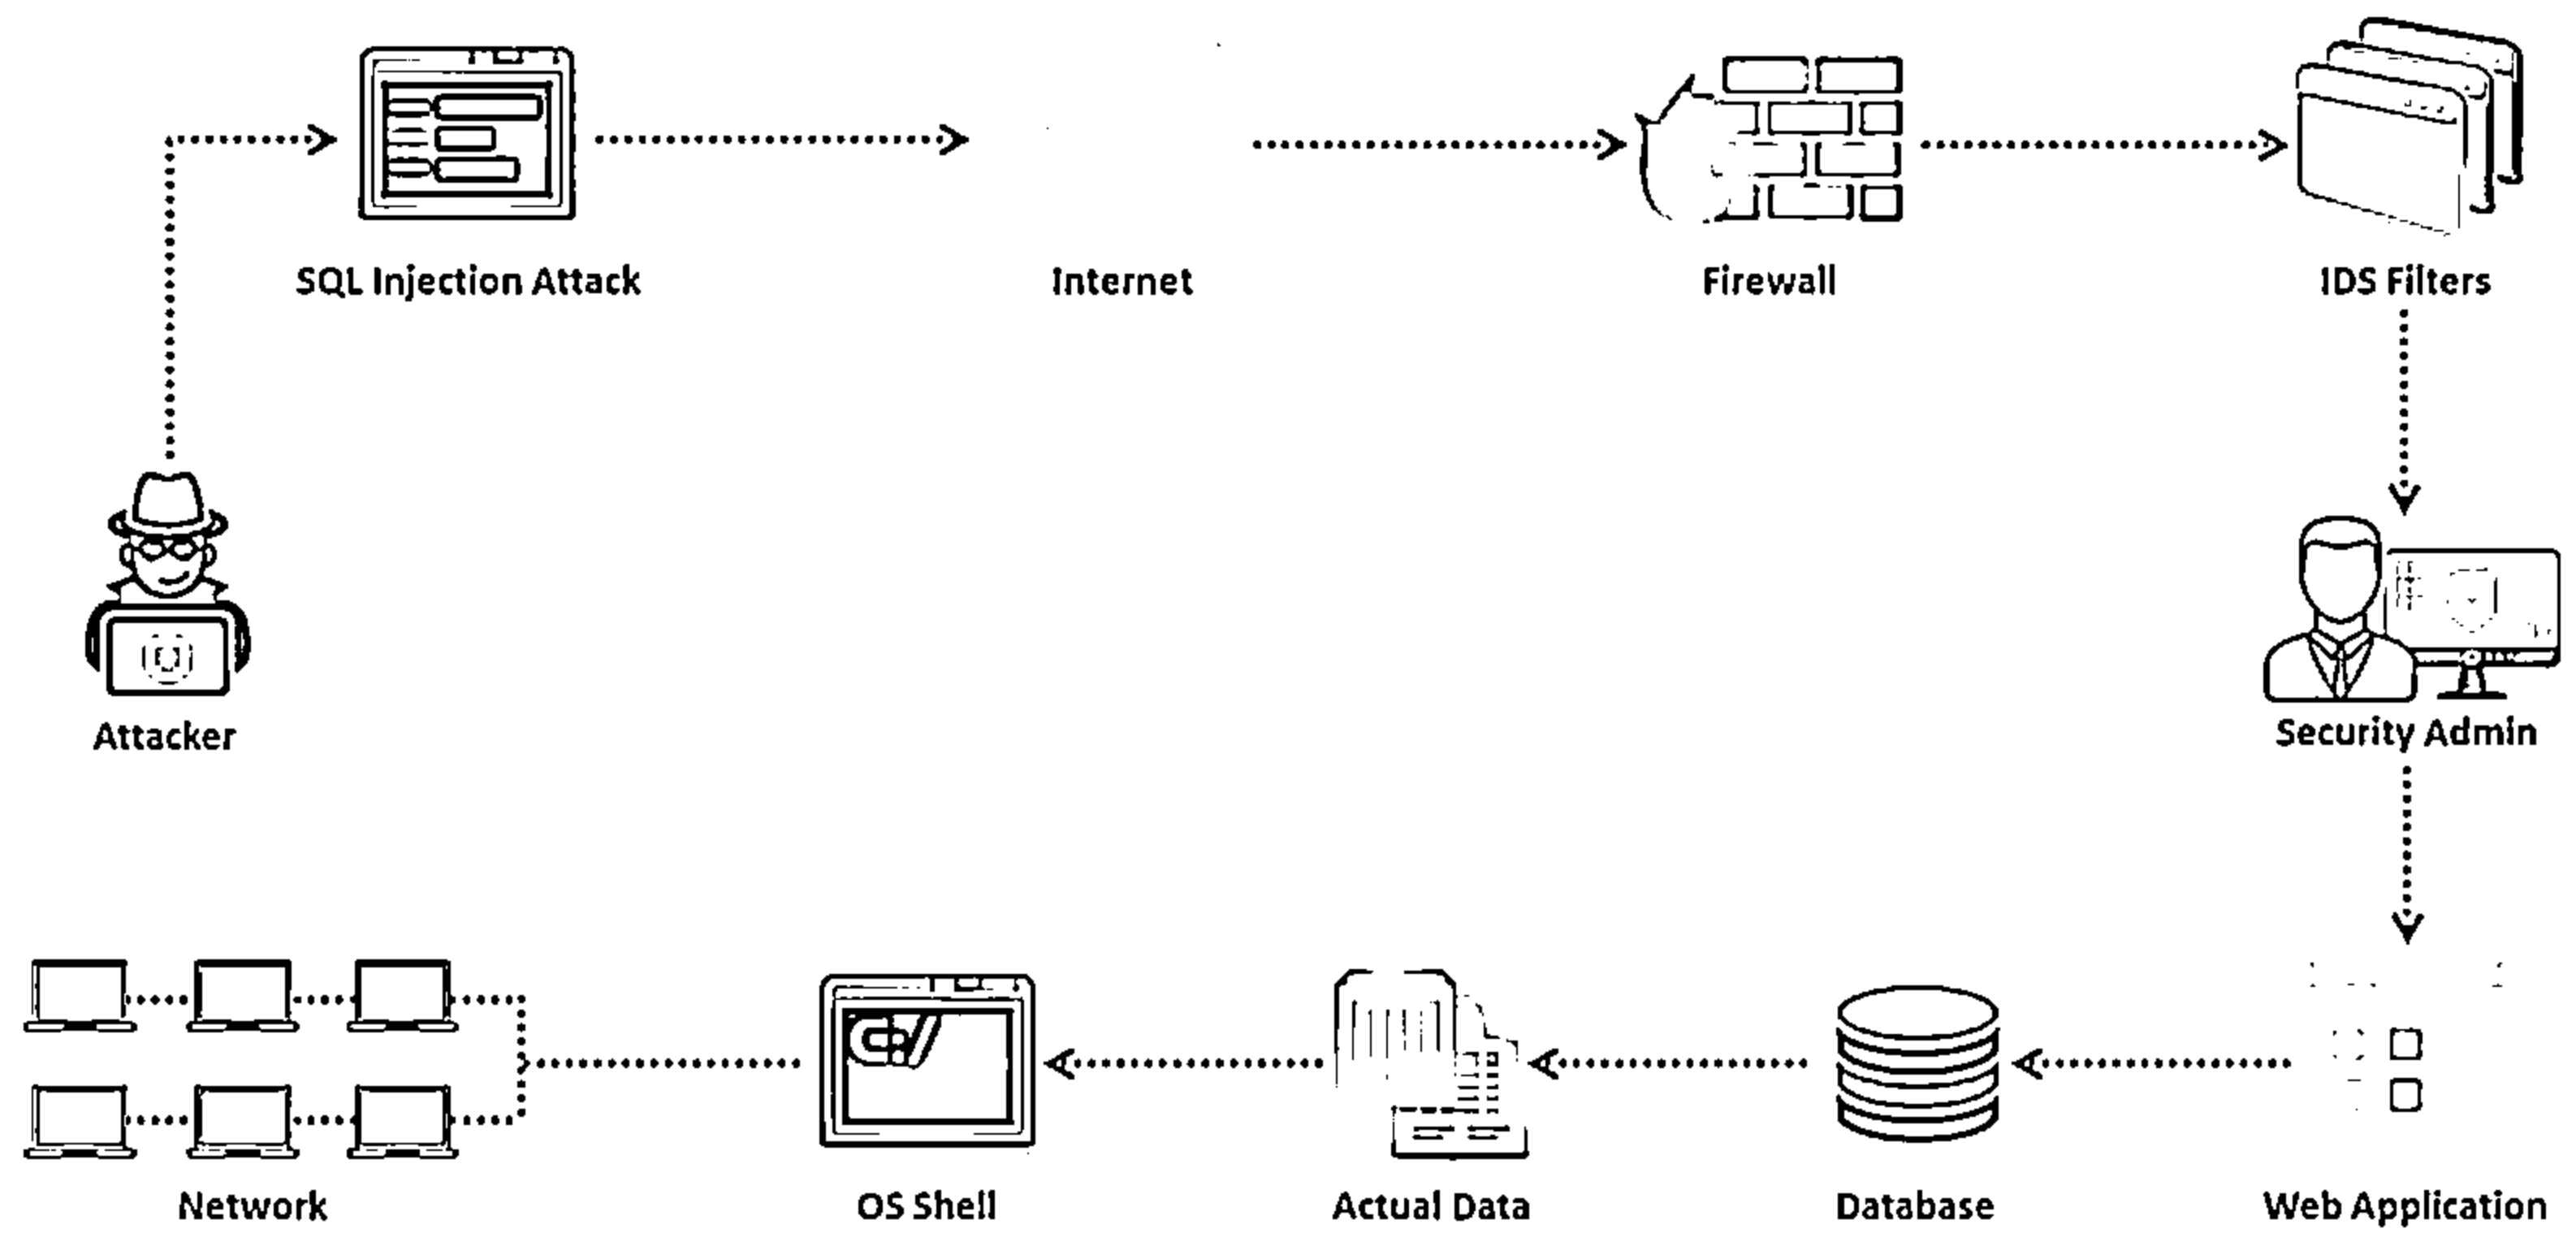 SQL Injection Attack
Internet
Firewall
IDS Filters
Attacker
Security Admin
Network
OS Shell
Actual Data
Database
Web Application